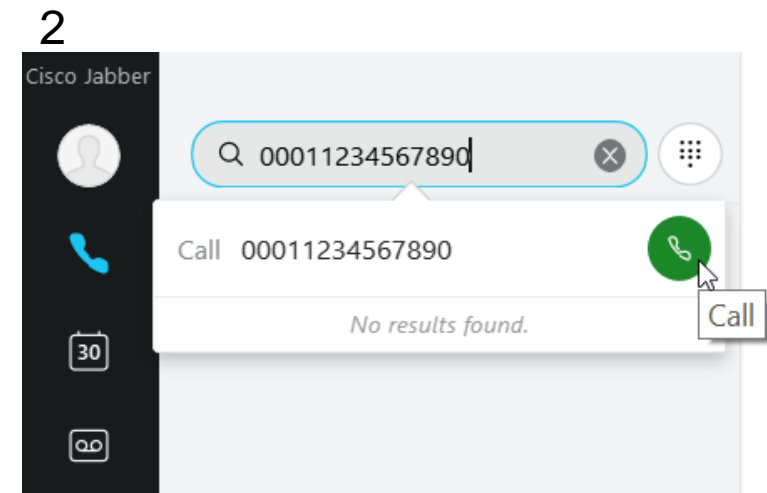 2
Cisco Jabber
00011234567890
Call 00011234567890
Call
No results found.
30